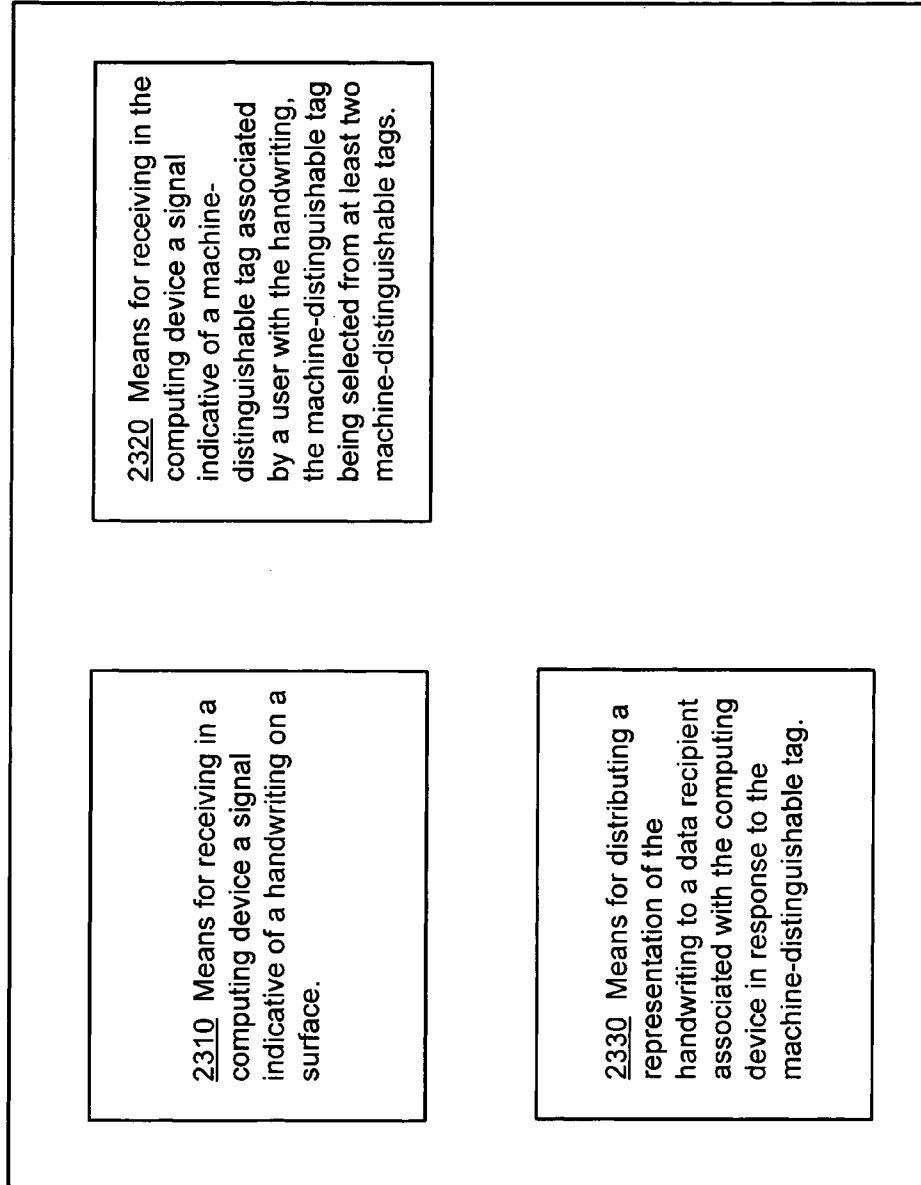 2310 Means for receiving in a
computing device a signal
indicative of a handwriting on a
surface.
2320 Means for receiving in the
computing device a signal
indicative of a machine-
distinguishable tag associated
by a user with the handwriting,
the machine-distinguishable tag
being selected from at least two
machine-distinguishable tags.
2330 Means for distributing a
representation of the
handwriting to a data recipient
associated with the computing
device in response to the
machine-distinguishable tag.